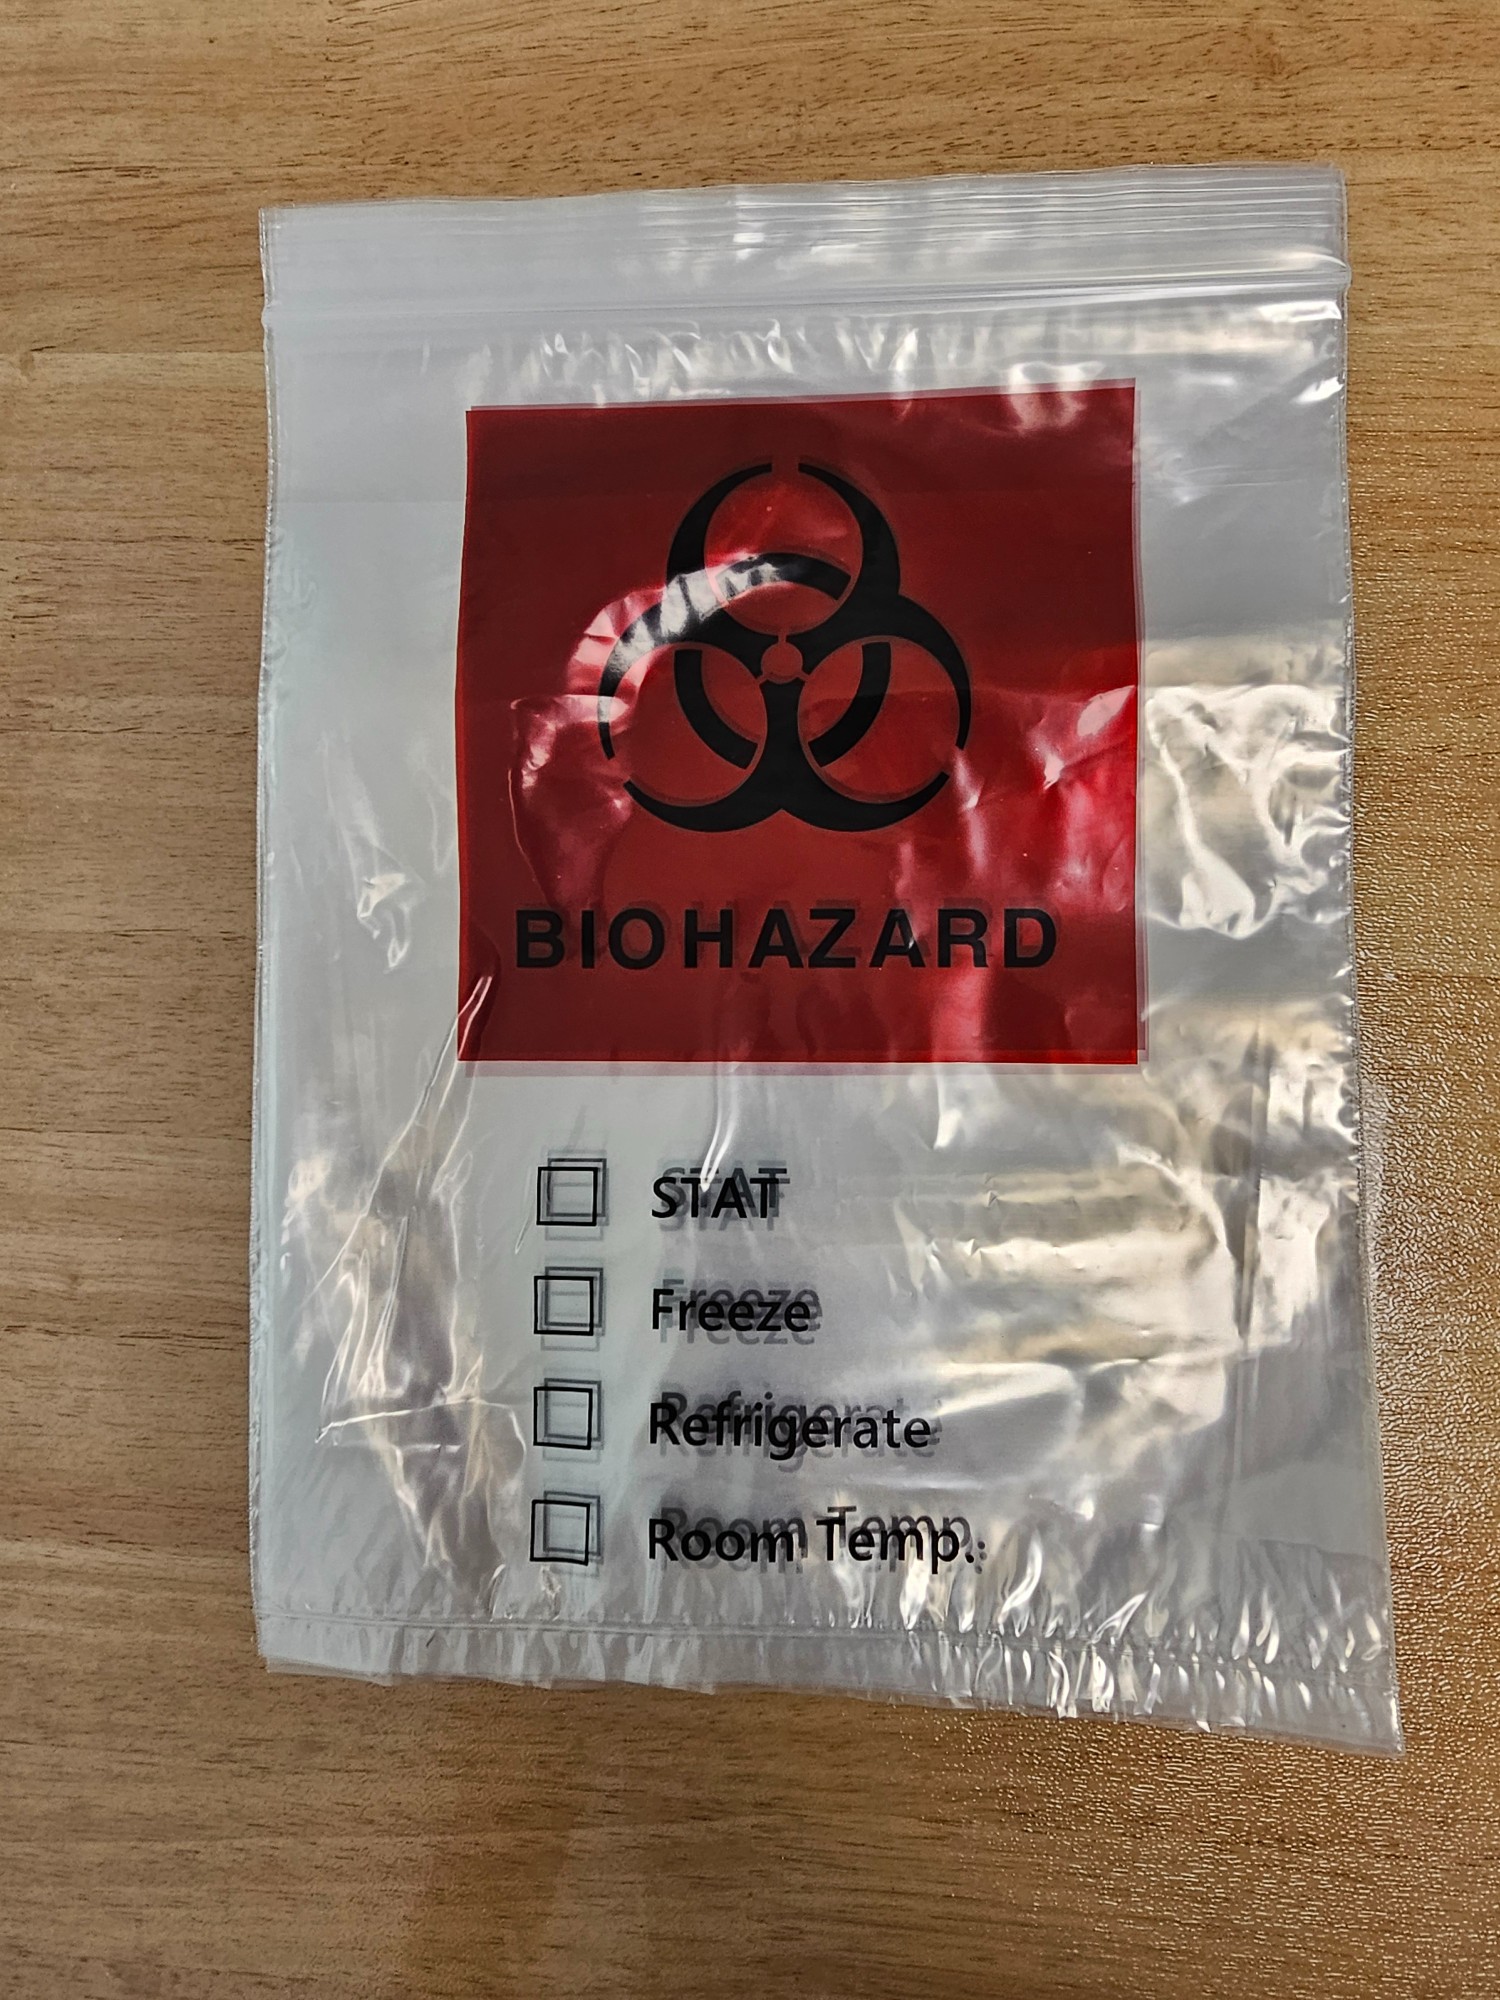 BIOHAZARD
STAT
Freeze
Refrigerate
Room Temp.